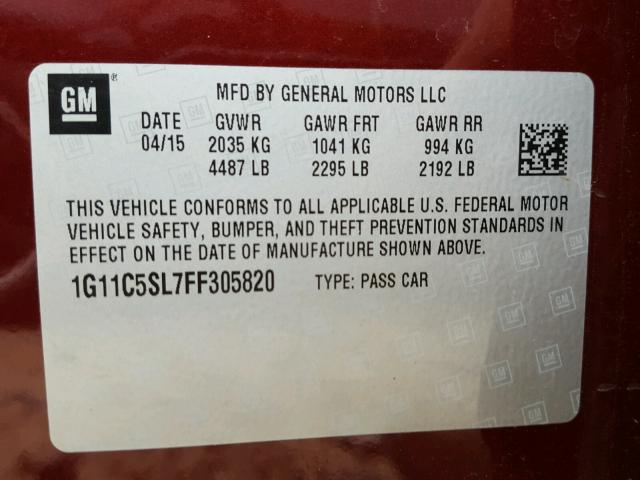 GM ® MFD BY GENERAL MOTORS LLC
DATE GVWR GAWR FRT GAWR RR
04/15 2035 KG 1041 KG 994 KG
4487 LB 2295 LB 2192 LB
THIS VEHICLE CONFORMS TO ALL APPLICABLE U.S. FEDERAL MOTOR
VEHICLE SAFETY, BUMPER, AND THEFT PREVENTION STANDARDS IN
EFFECT ON THE DATE OF MANUFACTURE SHOWN ABOVE.
1G11C5SL7FF305820 TYPE: PASS CAR